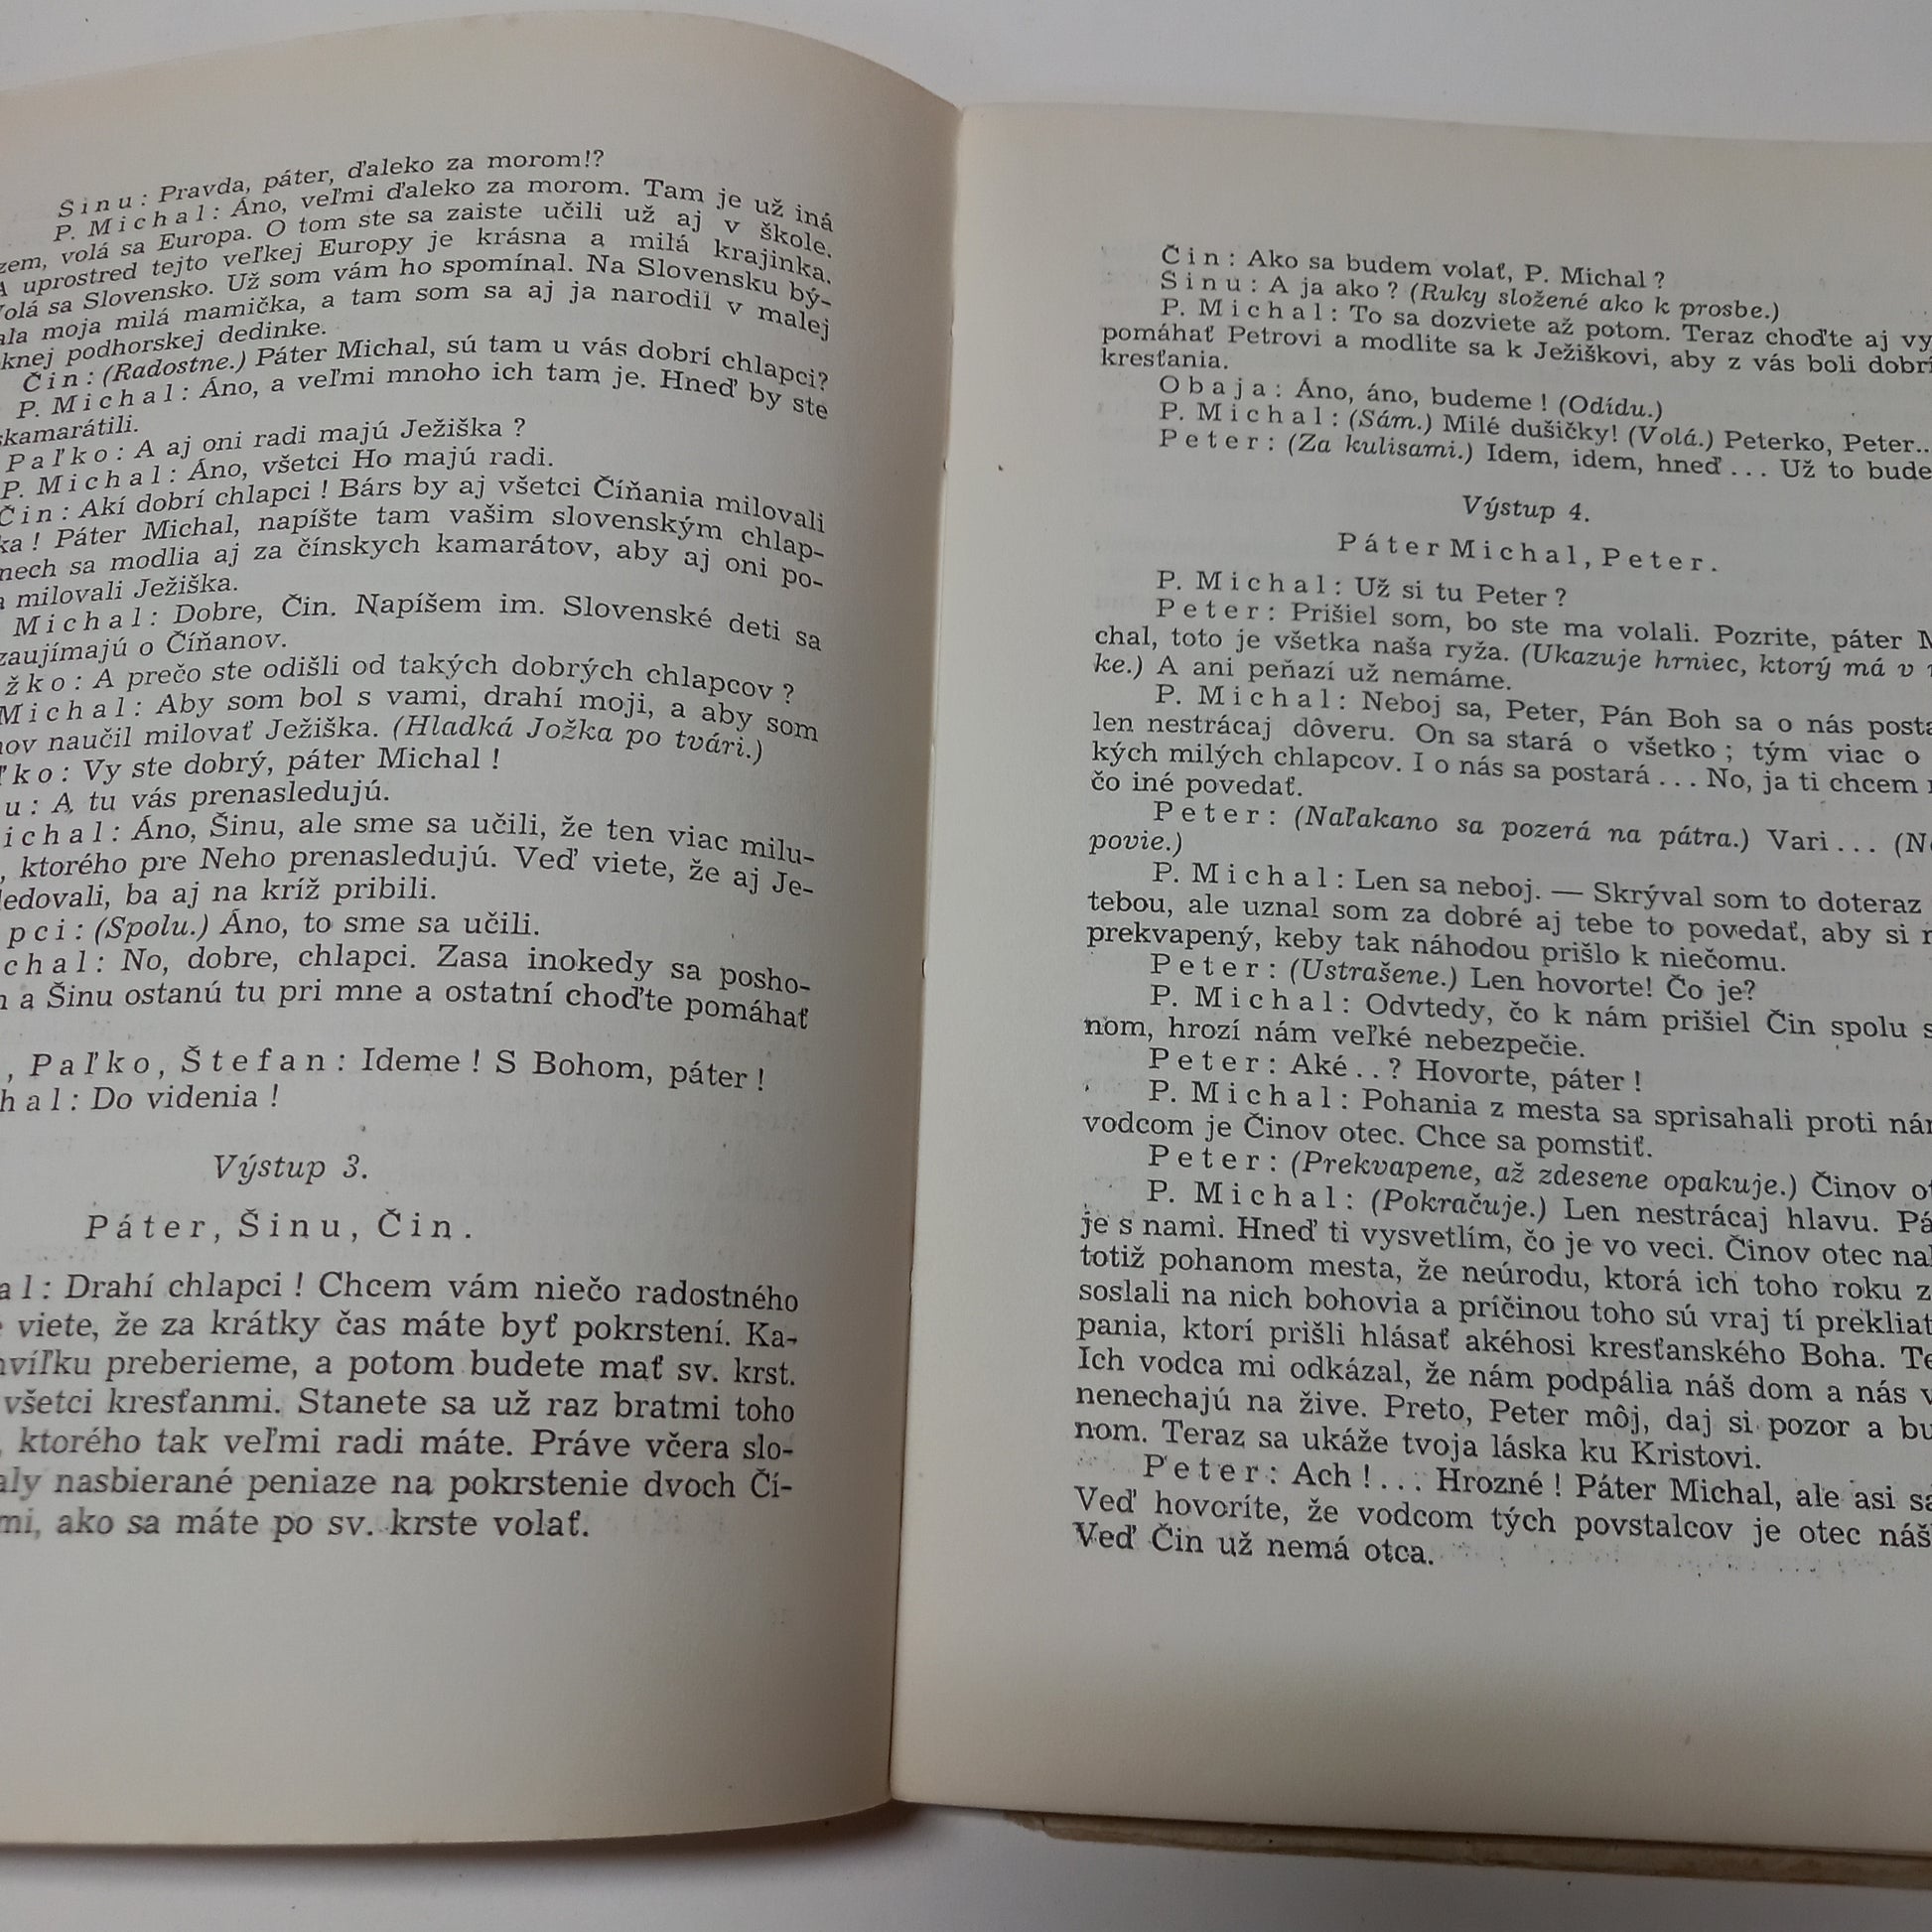 Šinu: Pravda, páter, ďaleko za morom!?
P. Michal: Áno, veľmi ďaleko za morom. Tam je už iná
zem, volá sa Europa. O tom ste sa zaiste učili už aj v škole.
A uprostred tejto veľkej Europy je krásna a milá krajinka.
Volá sa Slovensko. Už som vám ho spomínal. Na Slovensku bý-
ala moja milá mamička, a tam som sa aj ja narodil v malej
knej podhorskej dedinke.
Čin: (Radostne.) Páter Michal, sú tam u vás dobrí chlapci?
P. Michal: Áno, a veľmi mnoho ich tam je. Hneď by ste
skamarátili.
Paľko: A aj oni radi majú Ježiška?
P. Michal: Áno, všetci Ho majú radi.
Čin: Akí dobrí chlapci! Bárs by aj všetci Číňania milovali
ka! Páter Michal, napíšte tam vašim slovenským chlap-
nech sa modlia aj za čínskych kamarátov, aby aj oni po-
milovali Ježiška.
Michal: Dobre, Čin. Napíšem im. Slovenské deti sa
zaujímajú o Číňanov.
žko: A prečo ste odišli od takých dobrých chlapcov?
Michal: Aby som bol s vami, drahí moji, a aby som
nov naučil milovať Ježiška. (Hladká Jožka po tvári.)
ľko: Vy ste dobrý, páter Michal!
u: A tu vás prenasledujú.
ichal: Áno, Šinu, ale sme sa učili, že ten viac milu-
, ktorého pre Neho prenasledujú. Veď viete, že aj Je-
ledovali, ba aj na kríž pribili.
pci: (Spolu.) Áno, to sme sa učili.
chal: No, dobre, chlapci. Zasa inokedy sa posho-
n a Šinu ostanú tu pri mne a ostatní choďte pomáhať
, Paľko, Štefan: Ideme! S Bohom, páter!
hal: Do videnia!
Výstup 3.
Páter, Šinu, Čin.
al: Drahí chlapci! Chcem vám niečo radostného
viete, že za krátky čas máte byť pokrstení. Ka-
víľku preberieme, a potom budete mať sv. krst.
všetci kresťanmi. Stanete sa už raz bratmi toho
, ktorého tak veľmi radi máte. Práve včera slo-
aly nasbierané peniaze na pokrstenie dvoch Čí-
mi, ako sa máte po sv. krste volať.
Čin: Ako sa budem volať, P. Michal?
Šinu: A ja ako? (Ruky složené ako k prosbe.)
P. Michal: To sa dozviete až potom. Teraz choďte aj vy
pomáhať Petrovi a modlite sa k Ježiškovi, aby z vás boli dobrí
kresťania.
Obaja: Áno, áno, budeme! (Odídu.)
P. Michal: (Sám.) Milé dušičky! (Volá.) Peterko, Peter...
Peter: (Za kulisami.) Idem, idem, hneď... Už to bude
Výstup 4.
Páter Michal, Peter.
P. Michal: Už si tu Peter?
Peter: Prišiel som, bo ste ma volali. Pozrite, páter M
chal, toto je všetka naša ryža. (Ukazuje hrniec, ktorý má v r
ke.) A ani peňazí už nemáme.
P. Michal: Neboj sa, Peter, Pán Boh sa o nás posta
len nestrácaj dôveru. On sa stará o všetko; tým viac o
kých milých chlapcov. I o nás sa postará... No, ja ti chcem
čo iné povedať.
Peter: (Naľakano sa pozerá na pátra.) Vari... (N
povie.)
P. Michal: Len sa neboj. — Skrýval som to doteraz
tebou, ale uznal som za dobré aj tebe to povedať, aby si n
prekvapený, keby tak náhodou prišlo k niečomu.
Peter: (Ustrašene.) Len hovorte! Čo je?
P. Michal: Odvtedy, čo k nám prišiel Čin spolu s
nom, hrozí nám veľké nebezpečie.
Peter: Aké..? Hovorte, páter!
P. Michal: Pohania z mesta sa sprisahali proti nám
vodcom je Činov otec. Chce sa pomstiť.
Peter: (Prekvapene, až zdesene opakuje.) Činov ot
P. Michal: (Pokračuje.) Len nestrácaj hlavu. Pá
je s nami. Hneď ti vysvetlím, čo je vo veci. Činov otec na
totiž pohanom mesta, že neúrodu, ktorá ich toho roku z
soslali na nich bohovia a príčinou toho sú vraj tí prekliat
pania, ktorí prišli hlásať akéhosi kresťanského Boha. Te
Ich vodca mi odkázal, že nám podpália náš dom a nás v
nenechajú na žive. Preto, Peter môj, daj si pozor a bu
nom. Teraz sa ukáže tvoja láska ku Kristovi.
Peter: Ach!... Hrozné! Páter Michal, ale asi sa
Veď hovoríte, že vodcom tých povstalcov je otec náš
Veď Čin už nemá otca.